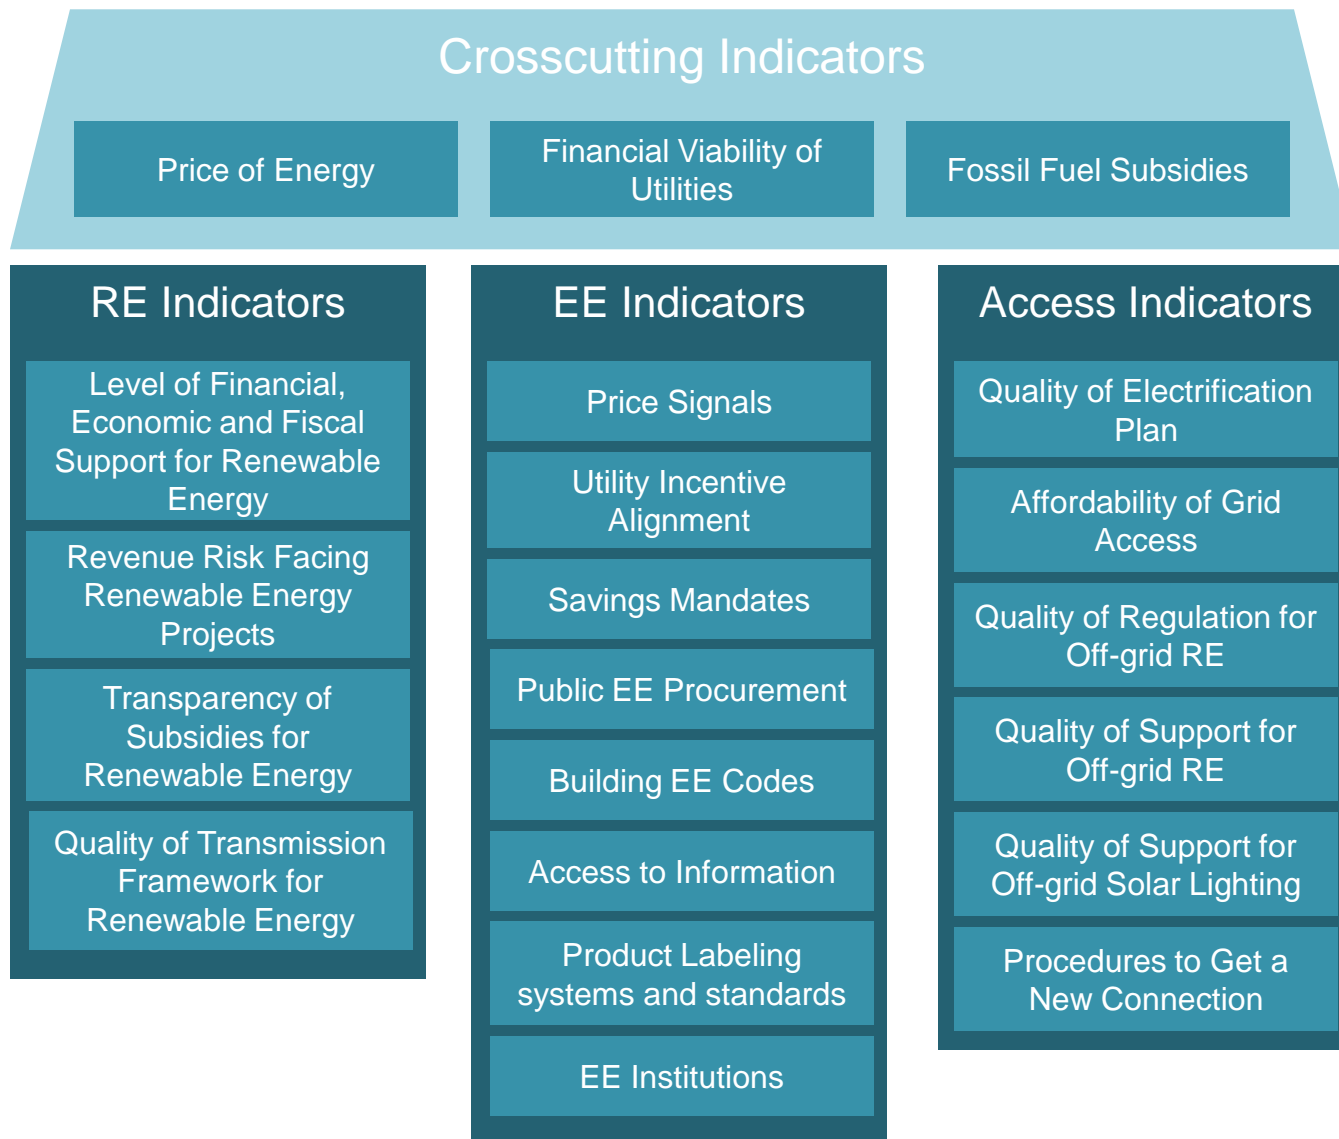 Crosscutting Indicators
Price of Energy
Financial Viability of
Utilities
Fossil Fuel Subsidies
RE Indicators
Level of Financial,
Economic and Fiscal
Support for Renewable
Energy
Revenue Risk Facing
Renewable Energy
Projects
Transparency of
Subsidies for
Renewable Energy
Quality of Transmission
Framework for
Renewable Energy
EE Indicators
Price Signals
Utility Incentive
Alignment
Savings Mandates
Public EE Procurement
Building EE Codes
Access to Information
Product Labeling
systems and standards
EE Institutions
Access Indicators
Quality of Electrification
Plan
Affordability of Grid
Access
Quality of Regulation for
Off-grid RE
Quality of Support for
Off-grid RE
Quality of Support for
Off-grid Solar Lighting
Procedures to Get a
New Connection